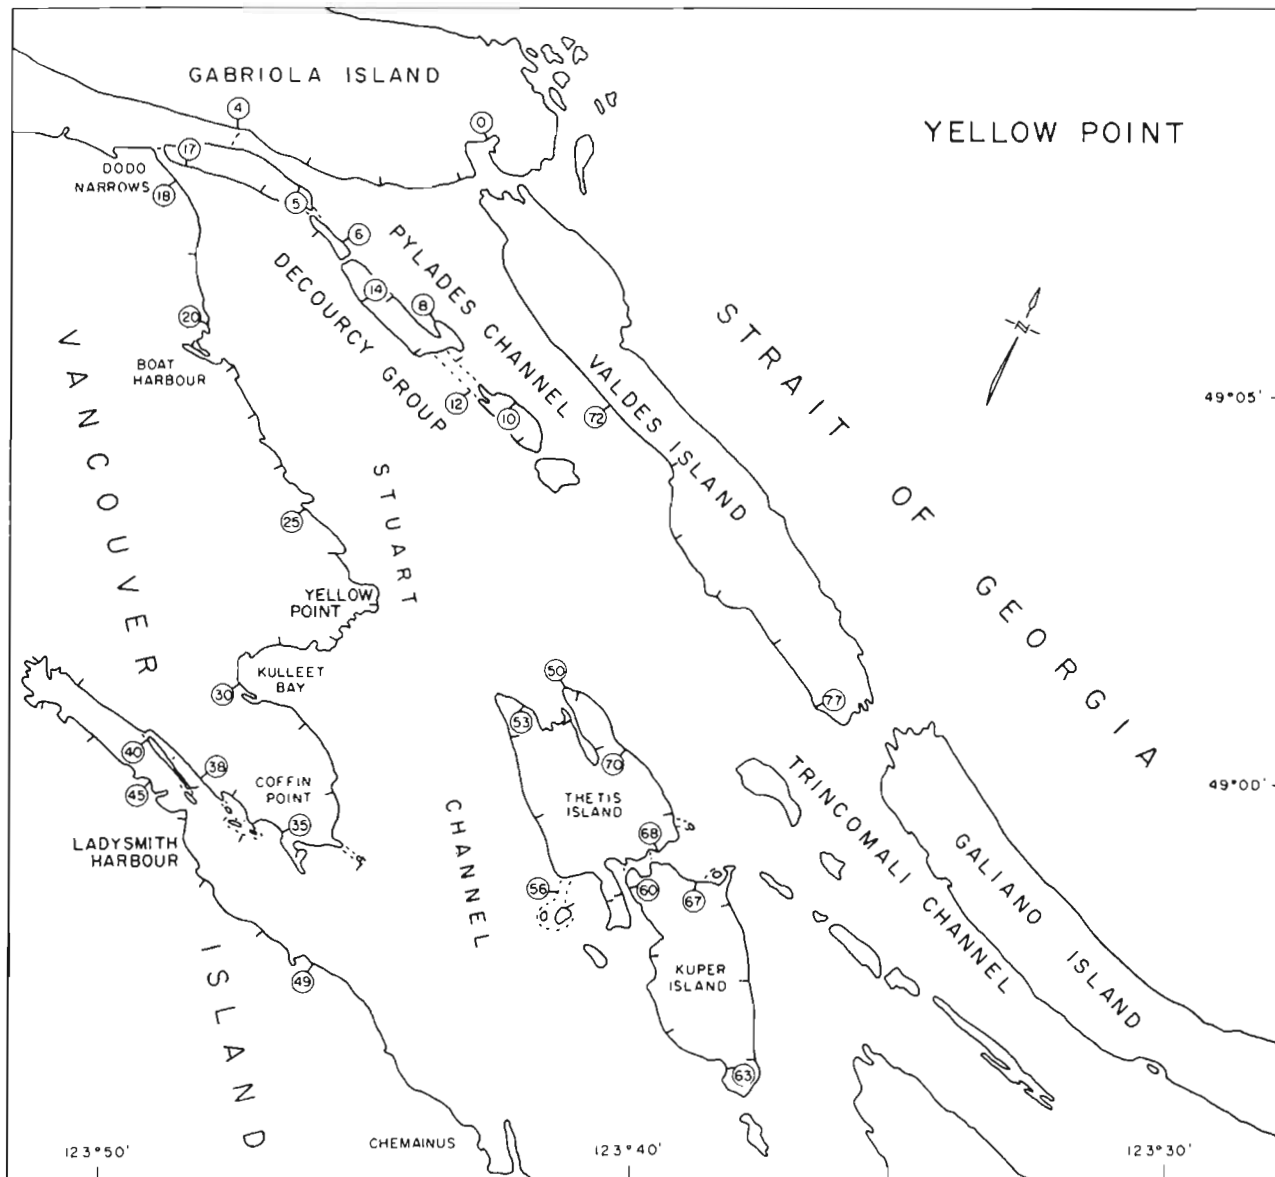 GABRIOLA ISLAND
YELLOW POINT
4
0
17
DODO
NARROWS
18
5
6
PYLADES CHANNEL
DECOURCY GROUP
14
8
20
BOAT
HARBOUR
12
10
72
VALDES ISLAND
STRAIT OF GEORGIA
N
49°05'
VANCOUVER ISLAND
STUART CHANNEL
25
YELLOW
POINT
KULLEET
BAY
30
50
53
77
40
38
45
COFFIN
POINT
35
LADYSMITH
HARBOUR
70
THETIS
ISLAND
68
TRINCOMALI CHANNEL
49°00'
GALIANO ISLAND
56
60
67
49
KUPER
ISLAND
63
CHEMAINUS
123°50'
123°40'
123°30'